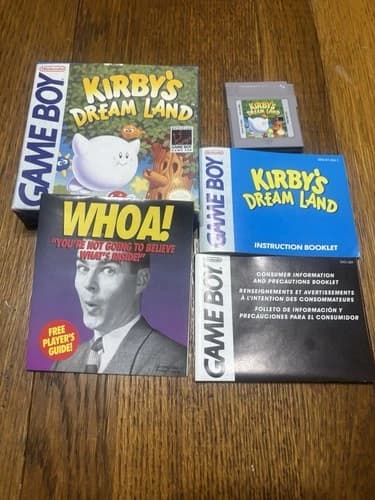 Nintendo
GAME BOY
KIRBY'S
DREAM LAND
GAME BOY
KIRBY'S
DREAM LAND
GAME BOY
KIRBY'S
DREAM LAND
INSTRUCTION BOOKLET
WHOA!
"YOU'RE NOT GOING TO BELIEVE
WHAT'S INSIDE!"
FREE
PLAYER'S
GUIDE!
GAME BOY
CONSUMER INFORMATION
AND PRECAUTIONS BOOKLET
RENSEIGNEMENTS ET AVERTISSEMENTS
À L'INTENTION DES CONSOMMATEURS
FOLLETO DE INFORMACIÓN Y
PRECAUCIONES PARA EL CONSUMIDOR